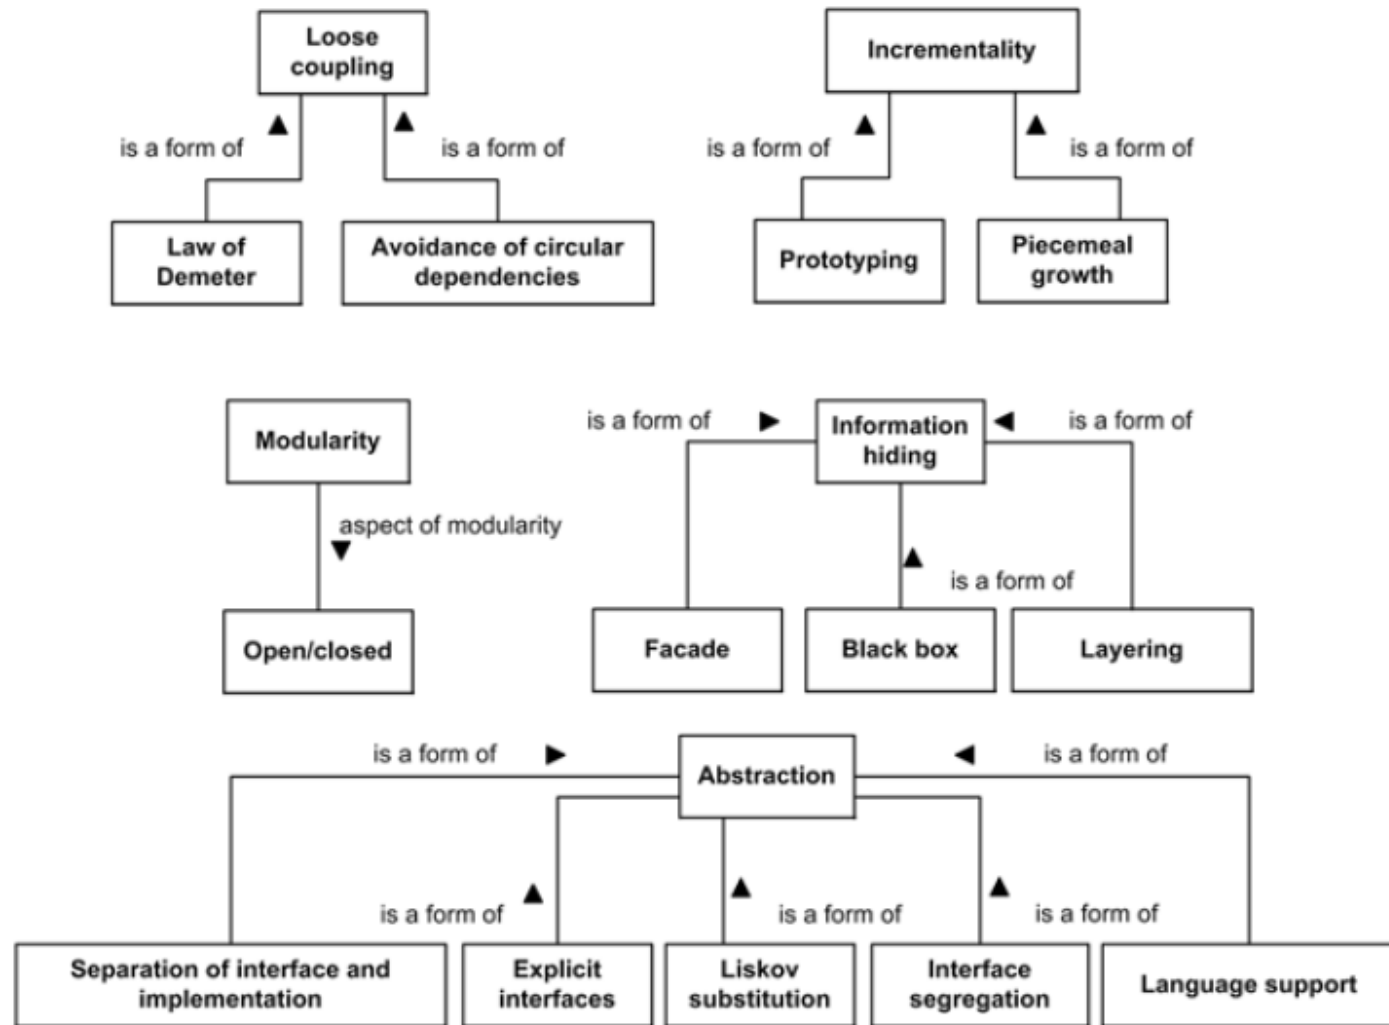 Loose
coupling
Incrementality
is a form of
is a form of
is a form of
is a form of
Law of
Demeter
Avoidance of circular
dependencies
Prototyping
Piecemeal
growth
Modularity
is a form of
Information
hiding
is a form of
aspect of modularity
is a form of
Open/closed
Facade
Black box
Layering
is a form of
Abstraction
is a form of
is a form of
is a form of
is a form of
Separation of interface and
implementation
Explicit
interfaces
Liskov
substitution
Interface
segregation
Language support